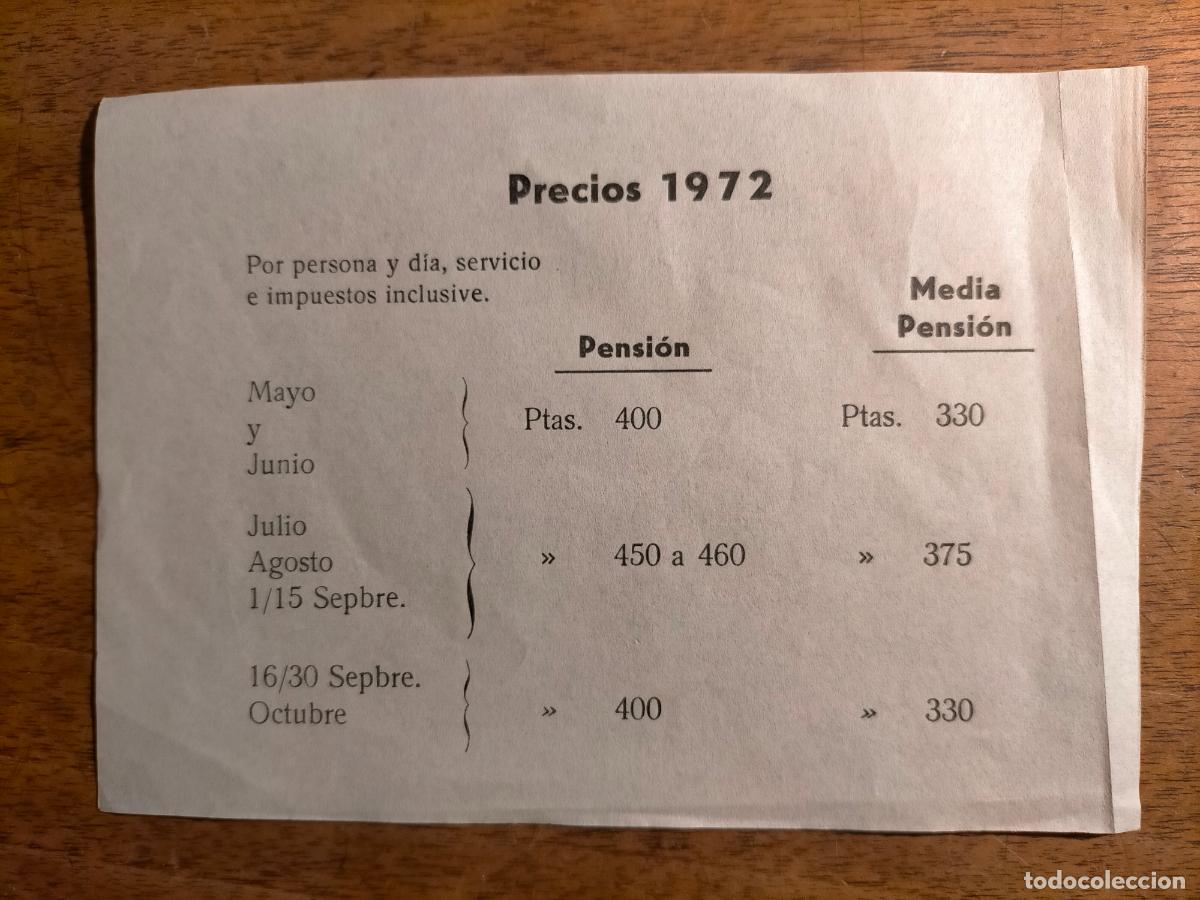 Precios 1972
Por persona y día, servicio
e impuestos inclusive.
Pensión
Media
Pensión
Mayo
y
Junio
Ptas. 400
Ptas. 330
Julio
Agosto
1/15 Sepbre.
» 450 a 460
» 375
16/30 Sepbre.
Octubre
» 400
» 330
todocoleccion